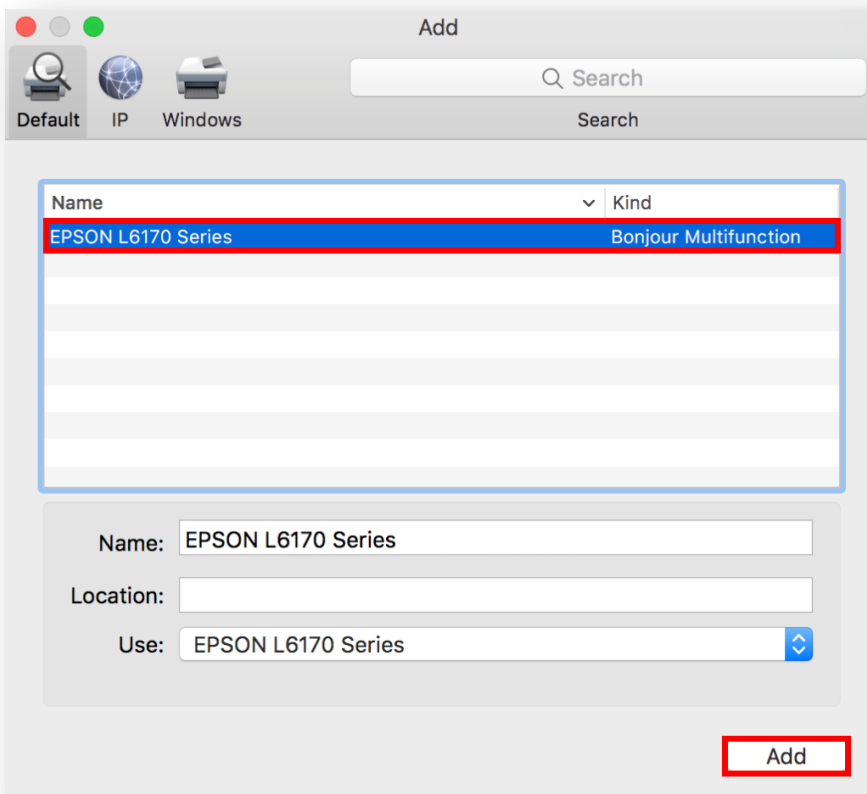 Add
Default IP Windows
Search
Search
Name Kind
EPSON L6170 Series Bonjour Multifunction
Name: EPSON L6170 Series
Location:
Use: EPSON L6170 Series
Add